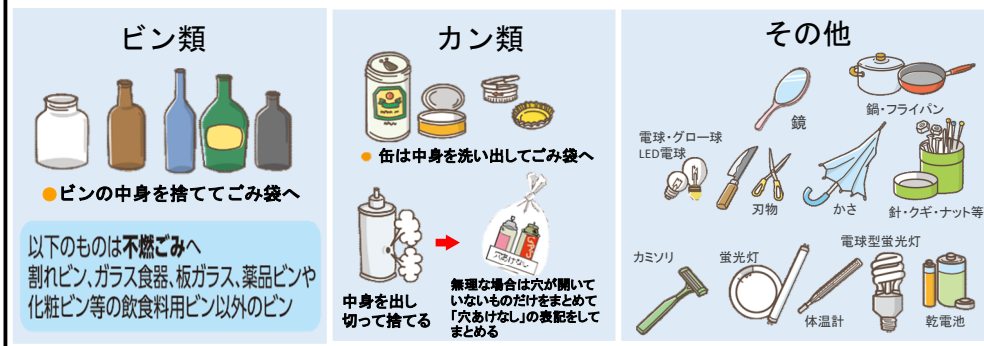 ビン類
●ビンの中身を捨ててごみ袋へ
以下のものは不燃ごみへ
割れビン、ガラス食器、板ガラス、薬品ビンや
化粧ビン等の飲食料用ビン以外のビン
カン類
● 缶は中身を洗い出してごみ袋へ
穴あけなし
中身を出し
切って捨てる
無理な場合は穴が開いて
いないものだけをまとめて
「穴あけなし」の表記をして
まとめる
その他
鏡
鍋・フライパン
電球・グロー球
LED電球
刃物
かさ
針・クギ・ナット等
カミソリ
蛍光灯
体温計
電球型蛍光灯
乾電池